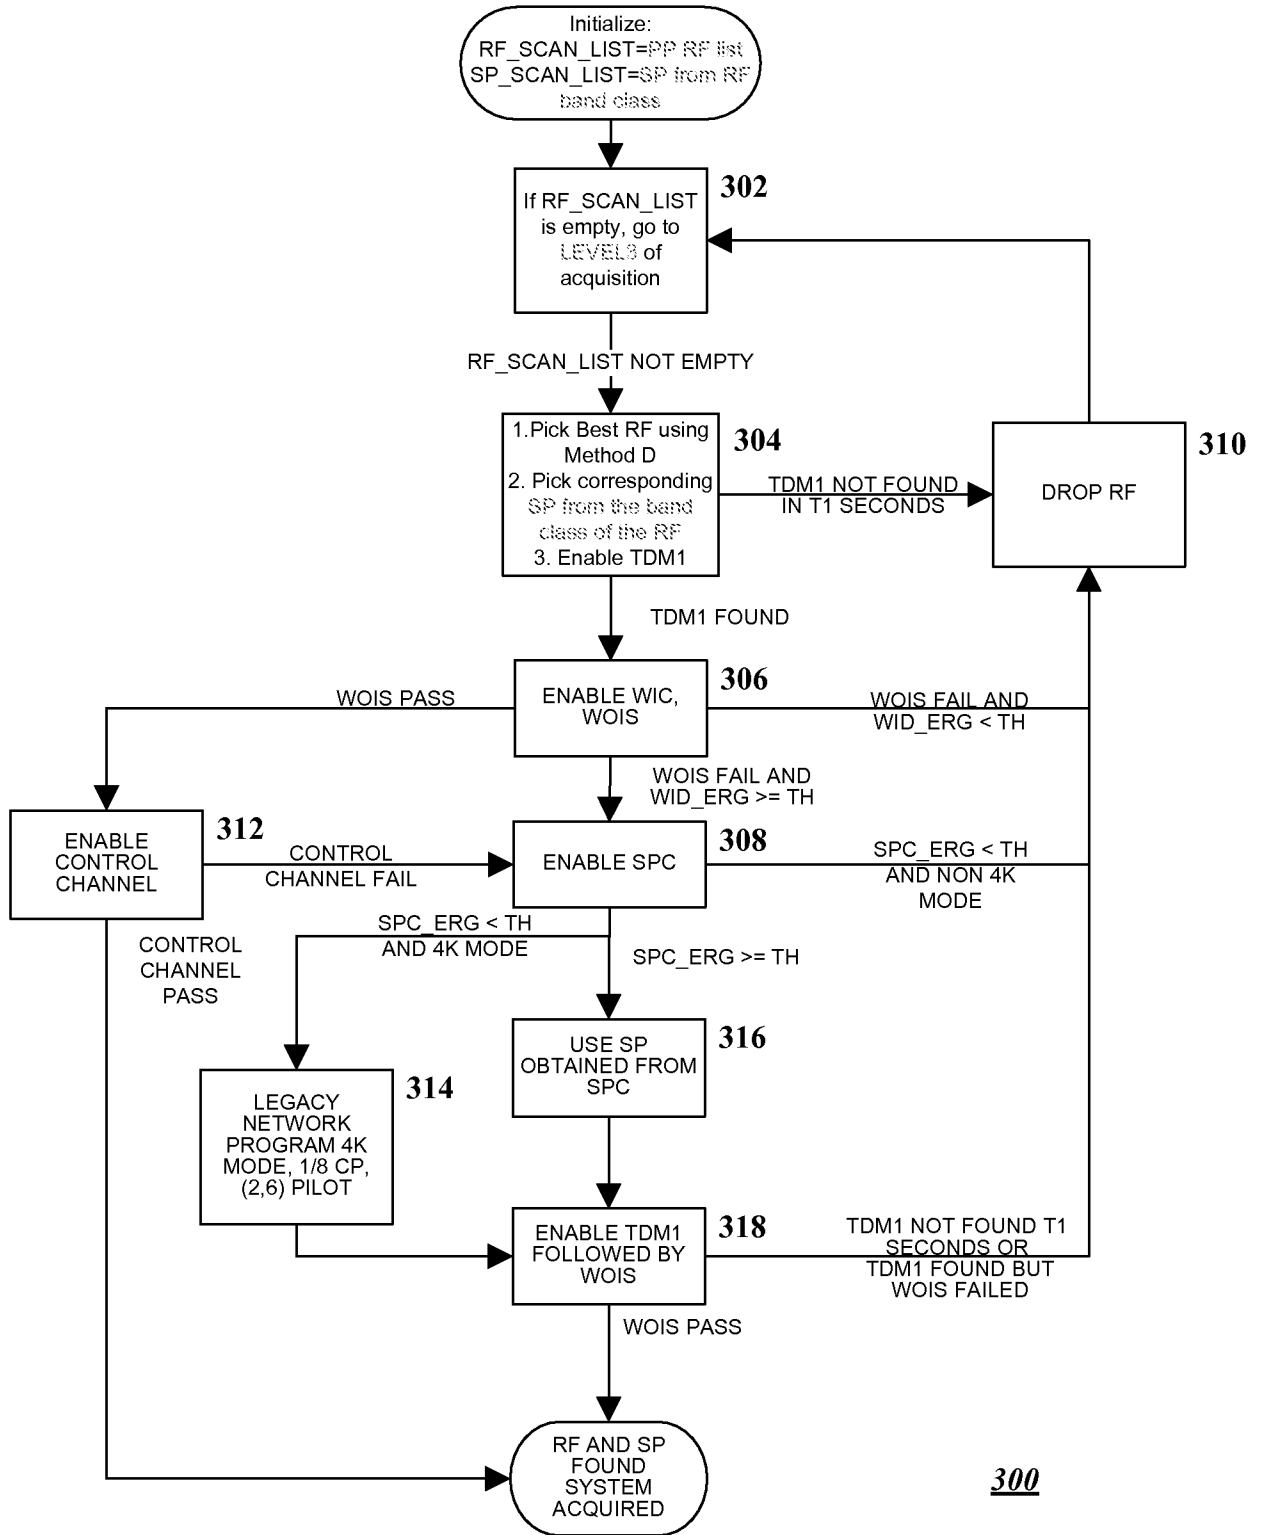 Initialize:
RF_SCAN_LIST=PP RF list
SP_SCAN_LIST=SP from RF
band class
302
If RF_SCAN_LIST
is empty, go to
LEVEL3 of
acquisition
RF_SCAN_LIST NOT EMPTY
304
1.Pick Best RF using
Method D
2. Pick corresponding
SP from the band
class of the RF
3. Enable TDM1
TDM1 NOT FOUND
IN T1 SECONDS
310
DROP RF
TDM1 FOUND
306
ENABLE WIC,
WOIS
WOIS PASS
WOIS FAIL AND
WID_ERG < TH
WOIS FAIL AND
WID_ERG >= TH
312
ENABLE
CONTROL
CHANNEL
CONTROL
CHANNEL FAIL
308
ENABLE SPC
SPC_ERG < TH
AND NON 4K
MODE
CONTROL
CHANNEL
PASS
SPC_ERG < TH
AND 4K MODE
SPC_ERG >= TH
316
USE SP
OBTAINED FROM
SPC
314
LEGACY
NETWORK
PROGRAM 4K
MODE, 1/8 CP,
(2,6) PILOT
318
ENABLE TDM1
FOLLOWED BY
WOIS
TDM1 NOT FOUND T1
SECONDS OR
TDM1 FOUND BUT
WOIS FAILED
WOIS PASS
RF AND SP
FOUND
SYSTEM
ACQUIRED
300